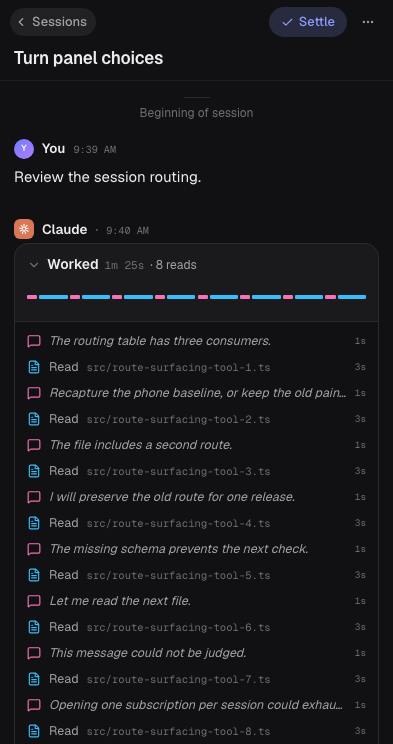 Sessions
Settle
Turn panel choices
Beginning of session
Y You 9:39 AM
Review the session routing.
Claude · 9:40 AM
Worked 1m 25s · 8 reads
The routing table has three consumers. 1s
Read src/route-surfacing-tool-1.ts 3s
Recapture the phone baseline, or keep the old pain… 1s
Read src/route-surfacing-tool-2.ts 3s
The file includes a second route. 1s
Read src/route-surfacing-tool-3.ts 3s
I will preserve the old route for one release. 1s
Read src/route-surfacing-tool-4.ts 3s
The missing schema prevents the next check. 1s
Read src/route-surfacing-tool-5.ts 3s
Let me read the next file. 1s
Read src/route-surfacing-tool-6.ts 3s
This message could not be judged. 1s
Read src/route-surfacing-tool-7.ts 3s
Opening one subscription per session could exhau… 1s
Read src/route-surfacing-tool-8.ts 3s